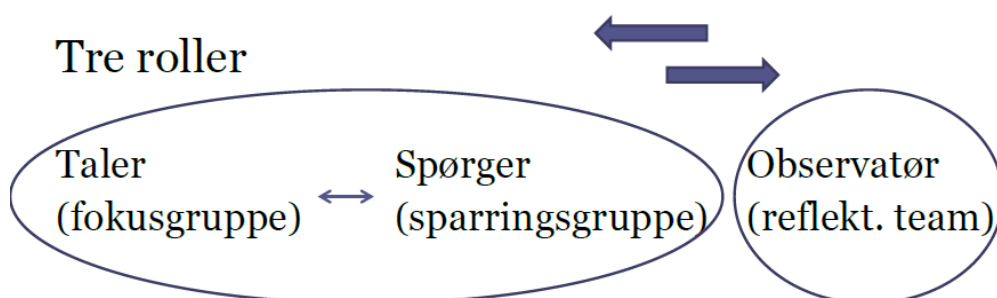 Tre roller
Taler
(fokusgruppe)
Spørger
(sparringsgruppe)
Observatør
(reflekt. team)